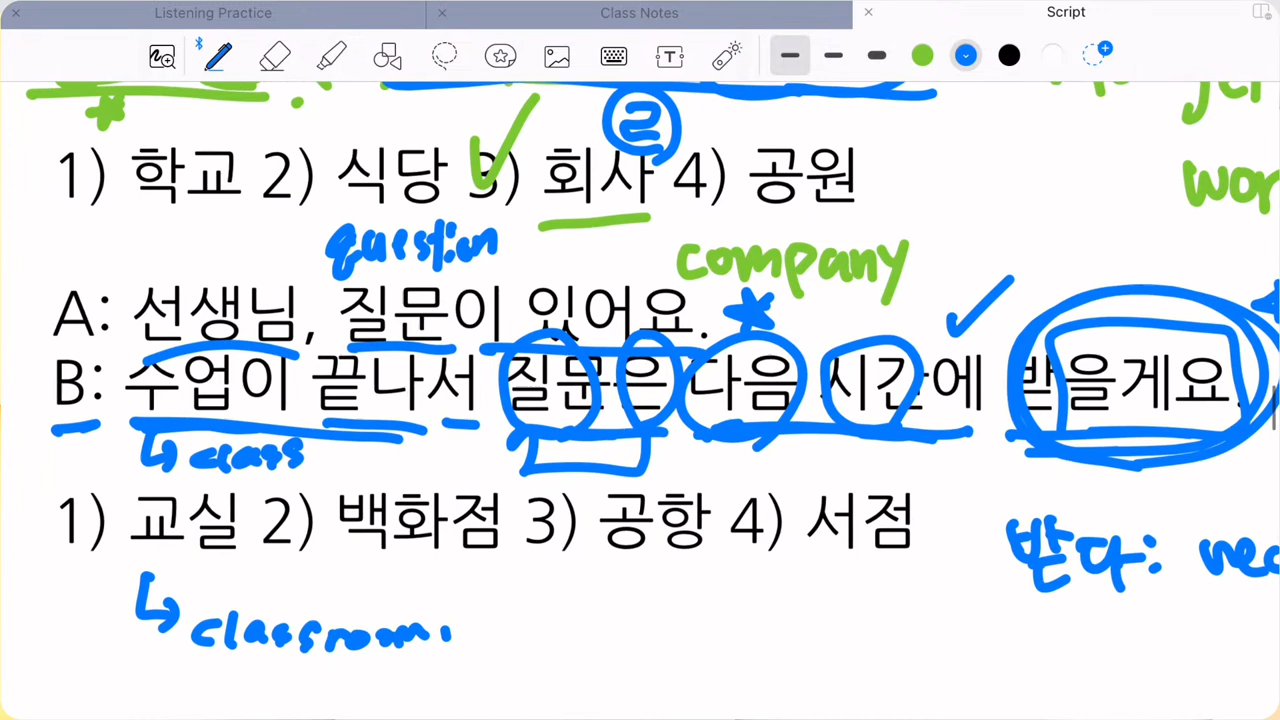 Listening Practice
Class Notes
Script
②
1) 학교 2) 식당 3) 회사 4) 공원
question
company
A: 선생님, 질문이 있어요.
B: 수업이 끝나서 질문은 다음 시간에 받을게요.
class
1) 교실 2) 백화점 3) 공항 4) 서점
받다:
classroom.